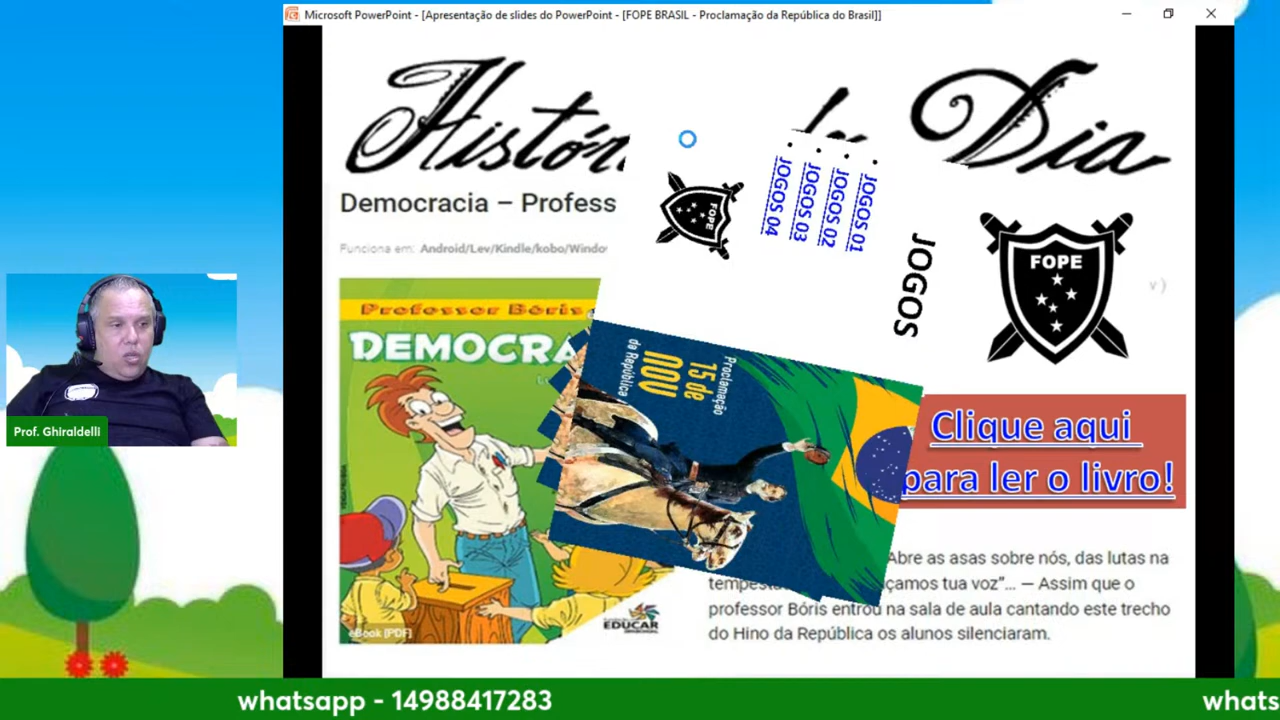 Microsoft PowerPoint - [Apresentação de slides do PowerPoint - [FOPE BRASIL - Proclamação da República do Brasil]]
Histór
Dia
Democracia – Profess
Funciona em: Android/Lev/Kindle/kobo/Windo
FOPE
JOGOS
JOGOS 01
JOGOS 02
JOGOS 03
JOGOS 04
FOPE
v )
Professor Bóris
DEMOCRA
Proclamação
15 de
nov
da República
Clique aqui
para ler o livro!
Abre as asas sobre nós, das lutas na
tempest
çamos tua voz”... — Assim que o
professor Bóris entrou na sala de aula cantando este trecho
do Hino da República os alunos silenciaram.
EDUCAR
eBook [PDF]
Prof. Ghiraldelli
whatsapp - 14988417283
whats